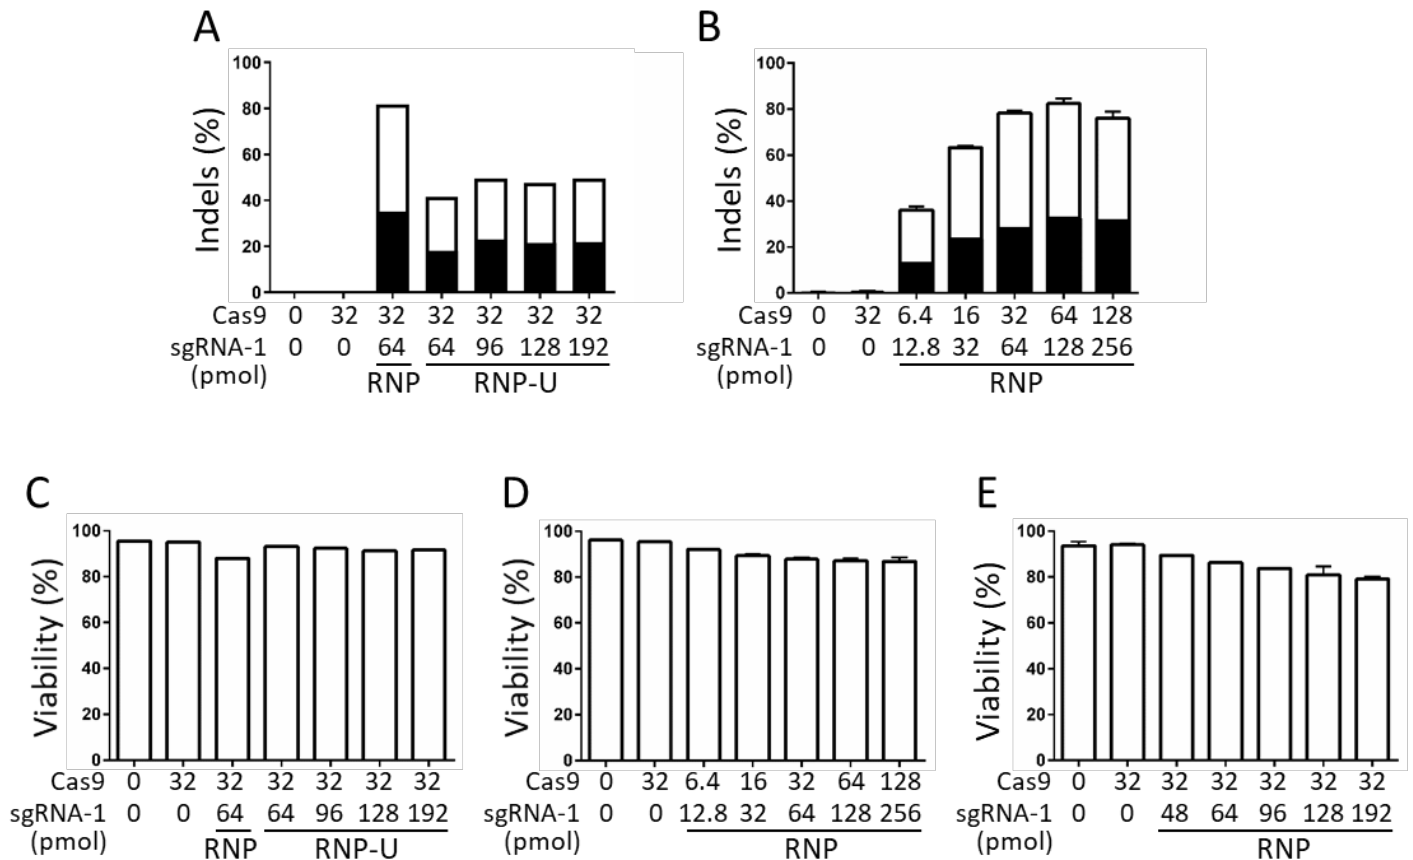 A
Indels (%)
100
80
60
40
20
0
Cas9 0 32 32 32 32 32 32
sgRNA-1 0 0 64 64 96 128 192
(pmol) RNP RNP-U
B
Indels (%)
100
80
60
40
20
0
Cas9 0 32 6.4 16 32 64 128
sgRNA-1 0 0 12.8 32 64 128 256
(pmol) RNP
C
Viability (%)
100
80
60
40
20
0
Cas9 0 32 32 32 32 32 32
sgRNA-1 0 0 64 64 96 128 192
(pmol) RNP RNP-U
D
Viability (%)
100
80
60
40
20
0
Cas9 0 32 6.4 16 32 64 128
sgRNA-1 0 0 12.8 32 64 128 256
(pmol) RNP
E
Viability (%)
100
80
60
40
20
0
Cas9 0 32 32 32 32 32 32
sgRNA-1 0 0 48 64 96 128 192
(pmol) RNP